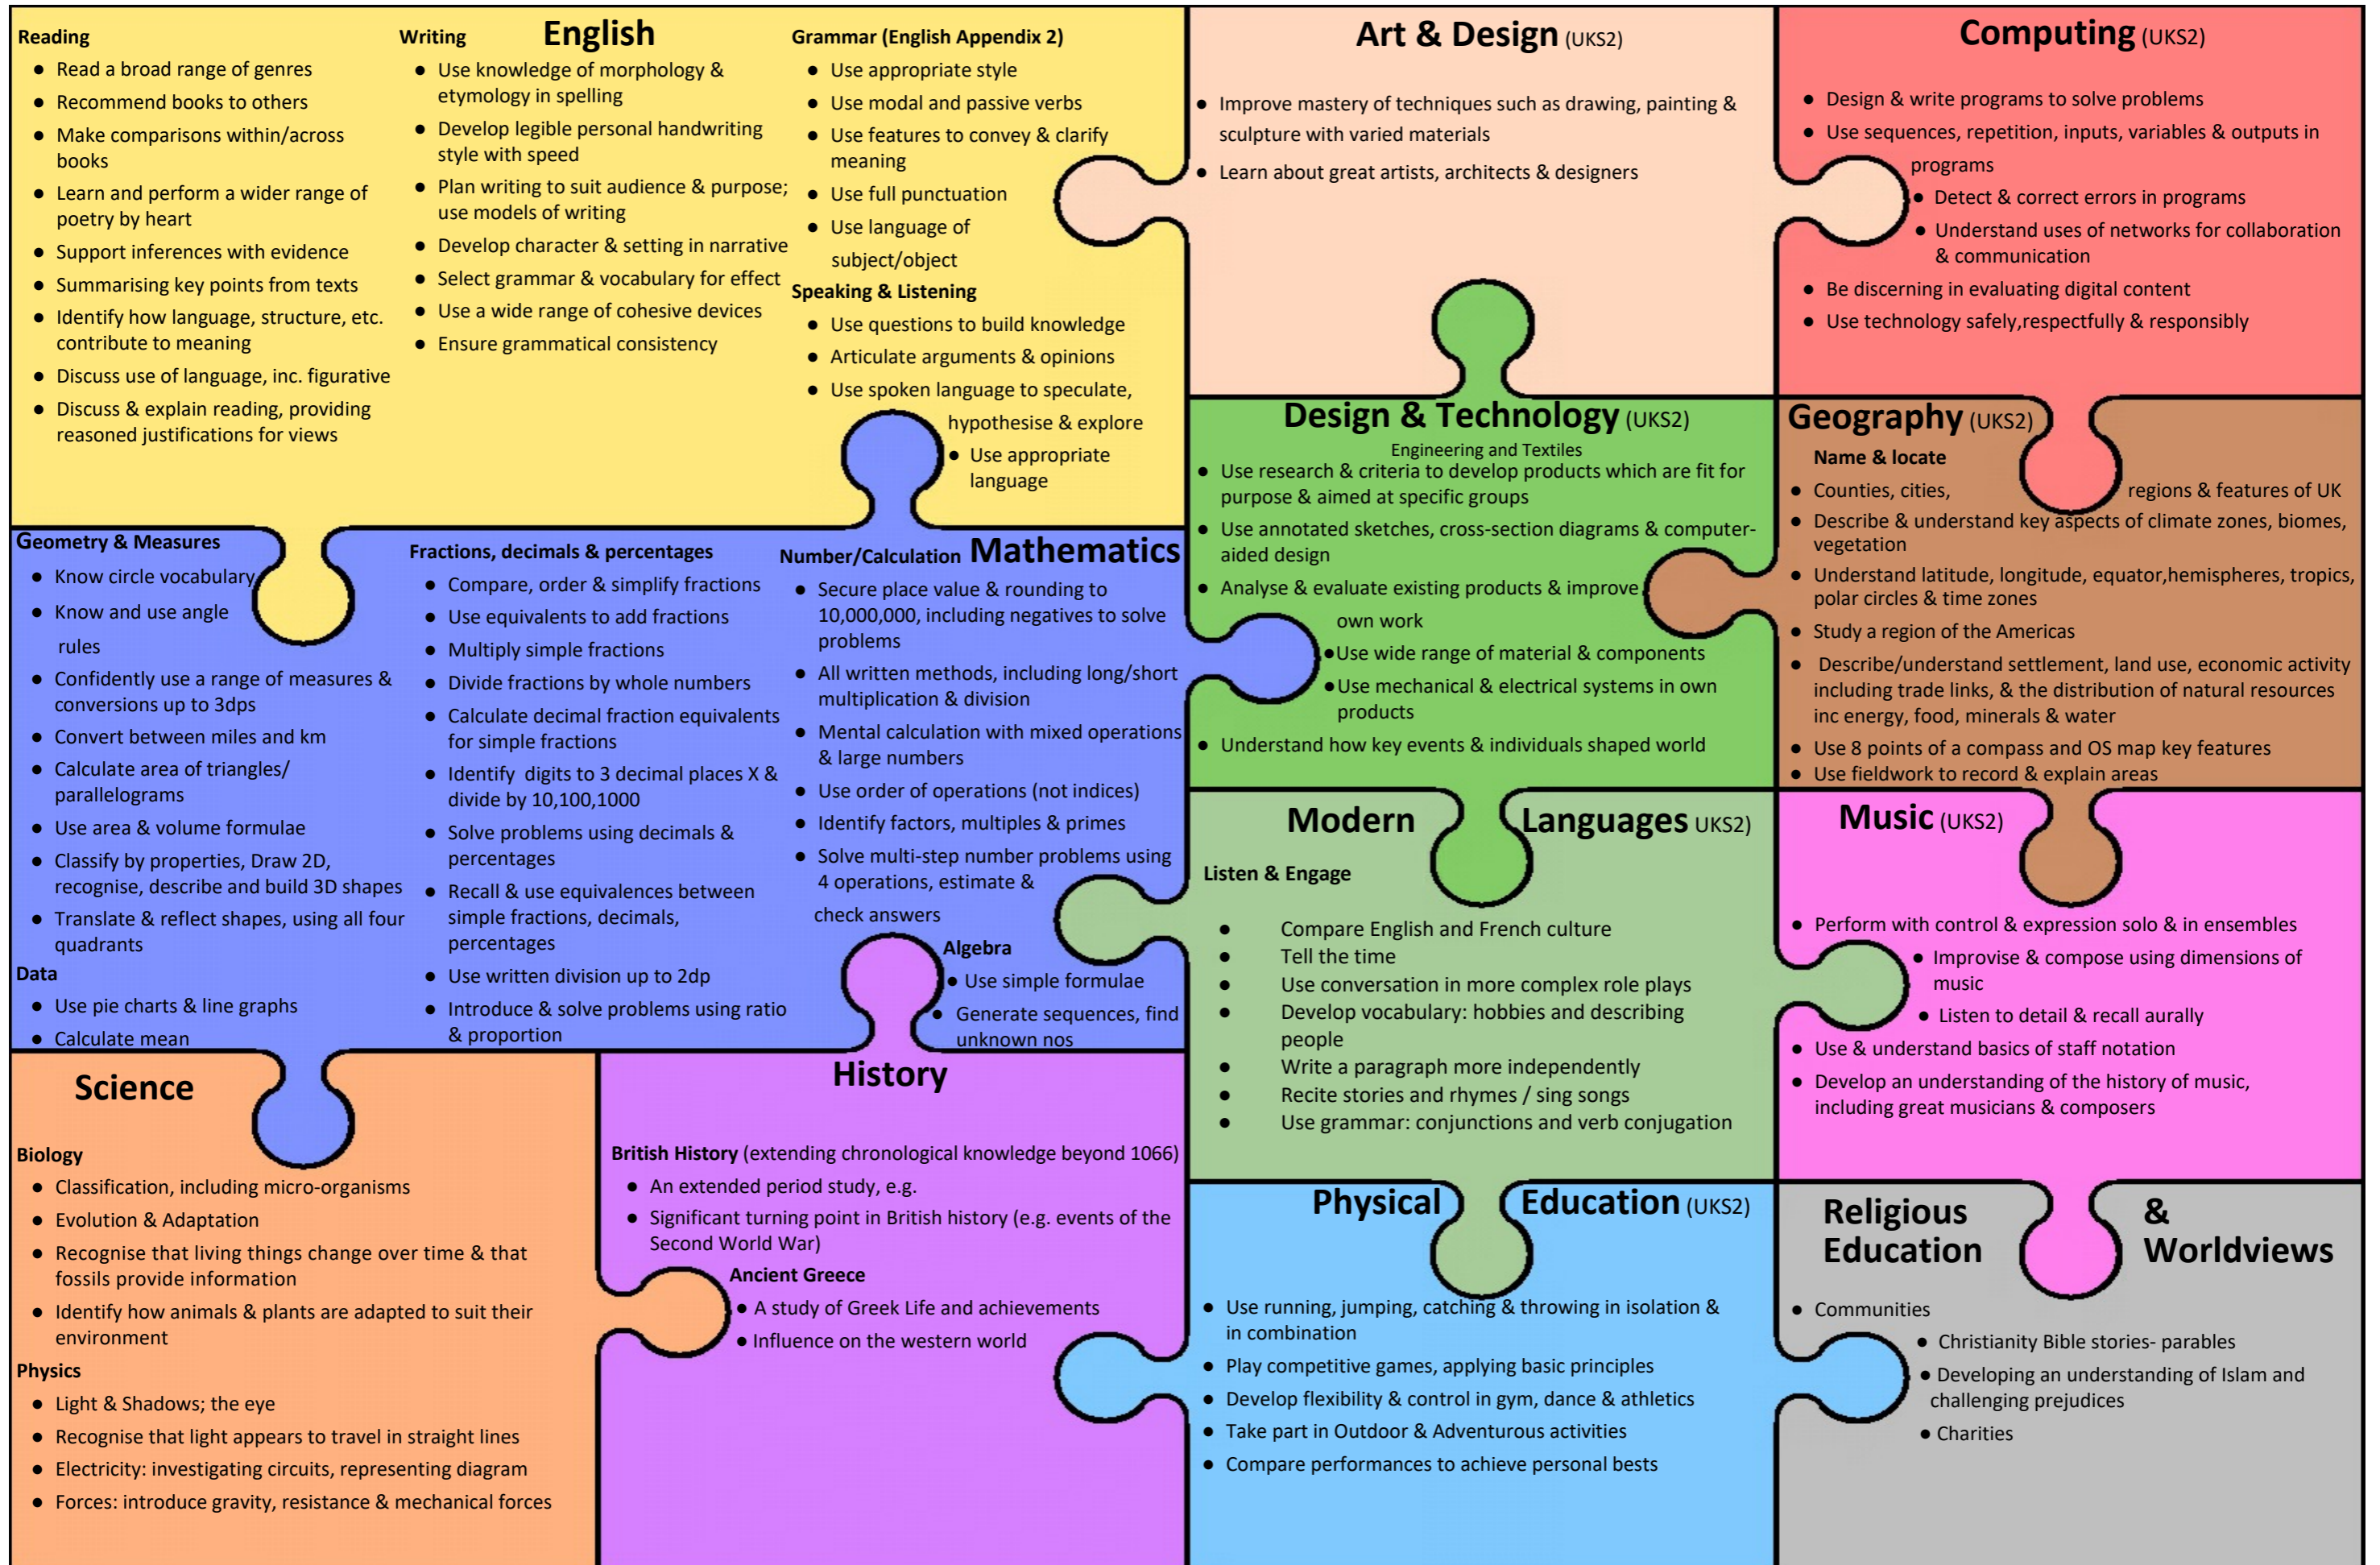 English
Reading
● Read a broad range of genres
● Recommend books to others
● Make comparisons within/across
books
● Learn and perform a wider range of
poetry by heart
● Support inferences with evidence
● Summarising key points from texts
● Identify how language, structure, etc.
contribute to meaning
● Discuss use of language, inc. figurative
● Discuss & explain reading, providing
reasoned justifications for views
Writing
● Use knowledge of morphology &
etymology in spelling
● Develop legible personal handwriting
style with speed
● Plan writing to suit audience & purpose;
use models of writing
● Develop character & setting in narrative
● Select grammar & vocabulary for effect
● Use a wide range of cohesive devices
● Ensure grammatical consistency
Grammar (English Appendix 2)
● Use appropriate style
● Use modal and passive verbs
● Use features to convey & clarify
meaning
● Use full punctuation
● Use language of
subject/object
Speaking & Listening
● Use questions to build knowledge
● Articulate arguments & opinions
● Use spoken language to speculate,
hypothesise & explore
● Use appropriate
language
Art & Design (UKS2)
● Improve mastery of techniques such as drawing, painting &
sculpture with varied materials
● Learn about great artists, architects & designers
Computing (UKS2)
● Design & write programs to solve problems
● Use sequences, repetition, inputs, variables & outputs in
programs
● Detect & correct errors in programs
● Understand uses of networks for collaboration
& communication
● Be discerning in evaluating digital content
● Use technology safely,respectfully & responsibly
Mathematics
Geometry & Measures
● Know circle vocabulary
● Know and use angle
rules
● Confidently use a range of measures &
conversions up to 3dps
● Convert between miles and km
● Calculate area of triangles/
parallelograms
● Use area & volume formulae
● Classify by properties, Draw 2D,
recognise, describe and build 3D shapes
● Translate & reflect shapes, using all four
quadrants
Data
● Use pie charts & line graphs
● Calculate mean
Fractions, decimals & percentages
● Compare, order & simplify fractions
● Use equivalents to add fractions
● Multiply simple fractions
● Divide fractions by whole numbers
● Calculate decimal fraction equivalents
for simple fractions
● Identify digits to 3 decimal places X &
divide by 10,100,1000
● Solve problems using decimals &
percentages
● Recall & use equivalences between
simple fractions, decimals,
percentages
● Use written division up to 2dp
● Introduce & solve problems using ratio
& proportion
Number/Calculation
● Secure place value & rounding to
10,000,000, including negatives to solve
problems
● All written methods, including long/short
multiplication & division
● Mental calculation with mixed operations
& large numbers
● Use order of operations (not indices)
● Identify factors, multiples & primes
● Solve multi-step number problems using
4 operations, estimate &
check answers
Algebra
● Use simple formulae
● Generate sequences, find
unknown nos
Design & Technology (UKS2)
Engineering and Textiles
● Use research & criteria to develop products which are fit for
purpose & aimed at specific groups
● Use annotated sketches, cross-section diagrams & computer-
aided design
● Analyse & evaluate existing products & improve
own work
●Use wide range of material & components
●Use mechanical & electrical systems in own
products
● Understand how key events & individuals shaped world
Geography (UKS2)
Name & locate
● Counties, cities, regions & features of UK
● Describe & understand key aspects of climate zones, biomes,
vegetation
● Understand latitude, longitude, equator,hemispheres, tropics,
polar circles & time zones
● Study a region of the Americas
● Describe/understand settlement, land use, economic activity
including trade links, & the distribution of natural resources
inc energy, food, minerals & water
● Use 8 points of a compass and OS map key features
● Use fieldwork to record & explain areas
Modern Languages UKS2)
Listen & Engage
● Compare English and French culture
● Tell the time
● Use conversation in more complex role plays
● Develop vocabulary: hobbies and describing
people
● Write a paragraph more independently
● Recite stories and rhymes / sing songs
● Use grammar: conjunctions and verb conjugation
Music (UKS2)
● Perform with control & expression solo & in ensembles
● Improvise & compose using dimensions of
music
● Listen to detail & recall aurally
● Use & understand basics of staff notation
● Develop an understanding of the history of music,
including great musicians & composers
Science
Biology
● Classification, including micro-organisms
● Evolution & Adaptation
● Recognise that living things change over time & that
fossils provide information
● Identify how animals & plants are adapted to suit their
environment
Physics
● Light & Shadows; the eye
● Recognise that light appears to travel in straight lines
● Electricity: investigating circuits, representing diagram
● Forces: introduce gravity, resistance & mechanical forces
History
British History (extending chronological knowledge beyond 1066)
● An extended period study, e.g.
● Significant turning point in British history (e.g. events of the
Second World War)
Ancient Greece
● A study of Greek Life and achievements
● Influence on the western world
Physical Education (UKS2)
● Use running, jumping, catching & throwing in isolation &
in combination
● Play competitive games, applying basic principles
● Develop flexibility & control in gym, dance & athletics
● Take part in Outdoor & Adventurous activities
● Compare performances to achieve personal bests
Religious &
Education Worldviews
● Communities
● Christianity Bible stories- parables
● Developing an understanding of Islam and
challenging prejudices
● Charities